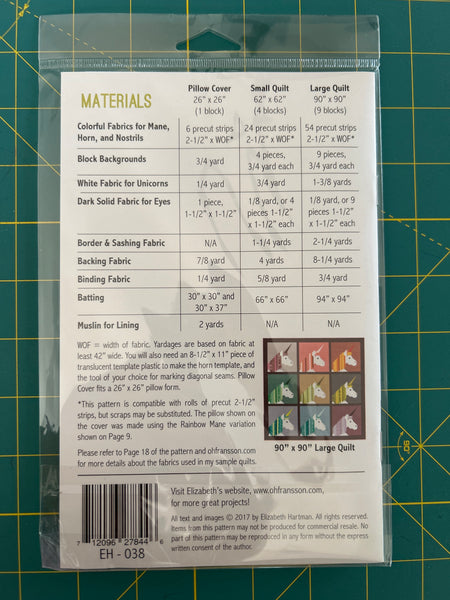 MATERIALS
Pillow Cover
26" x 26"
(1 block)
Small Quilt
62" x 62"
(4 blocks)
Large Quilt
90" x 90"
(9 blocks)
Colorful Fabrics for Mane,
Horn, and Nostrils
6 precut strips
2-1/2" x WOF*
24 precut strips
2-1/2" x WOF*
54 precut strips
2-1/2" x WOF*
Block Backgrounds
3/4 yard
4 pieces,
3/4 yard each
9 pieces,
3/4 yard each
White Fabric for Unicorns
1/4 yard
3/4 yard
1-3/8 yards
Dark Solid Fabric for Eyes
1 piece,
1-1/2" x 1-1/2"
1/8 yard, or 4
pieces 1-1/2"
x 1-1/2" each
1/8 yard, or 9
pieces 1-1/2"
x 1-1/2" each
Border & Sashing Fabric
N/A
1-1/4 yards
2-1/4 yards
Backing Fabric
7/8 yard
4 yards
8-1/4 yards
Binding Fabric
1/4 yard
5/8 yard
3/4 yard
Batting
30" x 30" and
30" x 37"
66" x 66"
94" x 94"
Muslin for Lining
2 yards
N/A
N/A
WOF = width of fabric. Yardages are based on fabric at
least 42" wide. You will also need an 8-1/2" x 11" piece of
translucent template plastic to make the horn template, and
the tool of your choice for marking diagonal seams. Pillow
Cover fits a 26" x 26" pillow form.
*This pattern is compatible with rolls of precut 2-1/2"
strips, but scraps may be substituted. The pillow shown on
the cover was made using the Rainbow Mane variation
shown on Page 9.
Please refer to Page 18 of the pattern and ohfransson.com
for more details about the fabrics used in my sample quilts.
90" x 90" Large Quilt
7 12096 27844 6
EH - 038
Visit Elizabeth's website, www.ohfransson.com,
for more great projects!
All text and images © 2017 by Elizabeth Hartman. All rights reserved.
Items from this pattern may not be produced for commercial resale. No
part of this pattern may be reproduced in any form without the express
written consent of the author.
60°